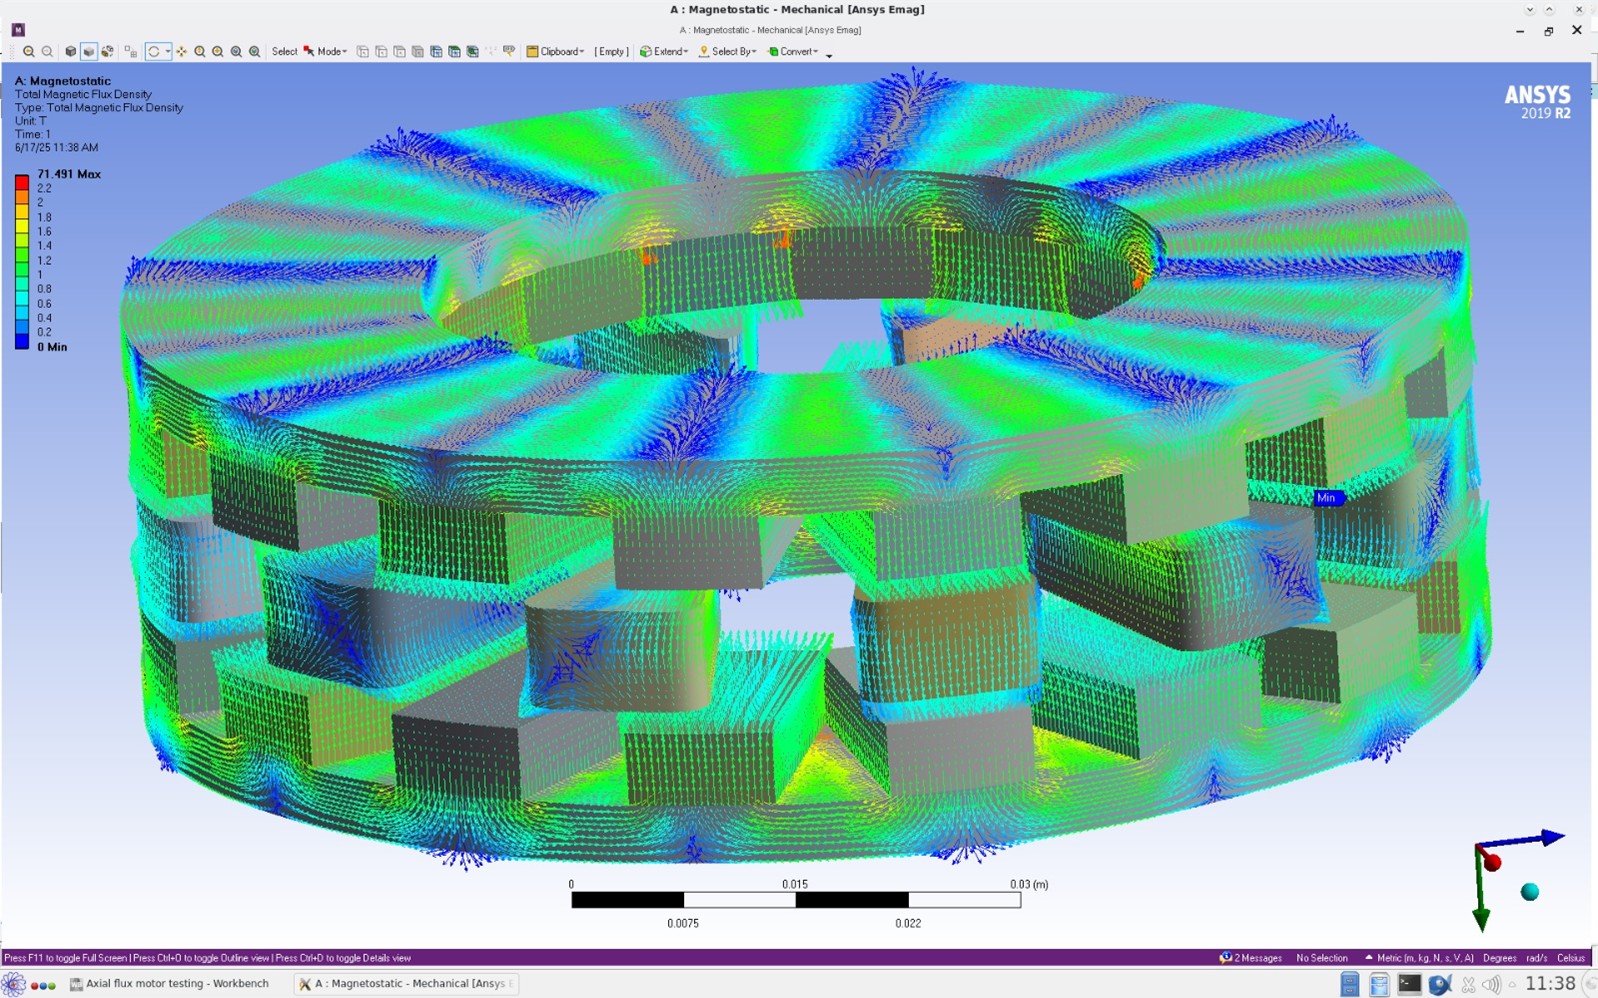 A : Magnetostatic - Mechanical [Ansys Emag]
A : Magnetostatic - Mechanical [Ansys Emag]
Select Mode Clipboard [ Empty ] Extend Select By Convert
A: Magnetostatic
Total Magnetic Flux Density
Type: Total Magnetic Flux Density
Unit: T
Time: 1
6/17/25 11:38 AM
ANSYS
2019 R2
71.491 Max
2.2
2
1.8
1.6
1.4
1.2
1
0.8
0.6
0.4
0.2
0 Min
Min
0 0.015 0.03 (m)
0.0075 0.022
Press F11 to toggle Full Screen | Press Ctrl+O to toggle Outline view | Press Ctrl+D to toggle Details view 2 Messages No Selection Metric (m, kg, N, s, V, A) Degrees rad/s Celsius
Axial flux motor testing - Workbench A : Magnetostatic - Mechanical [Ansys E 11:38